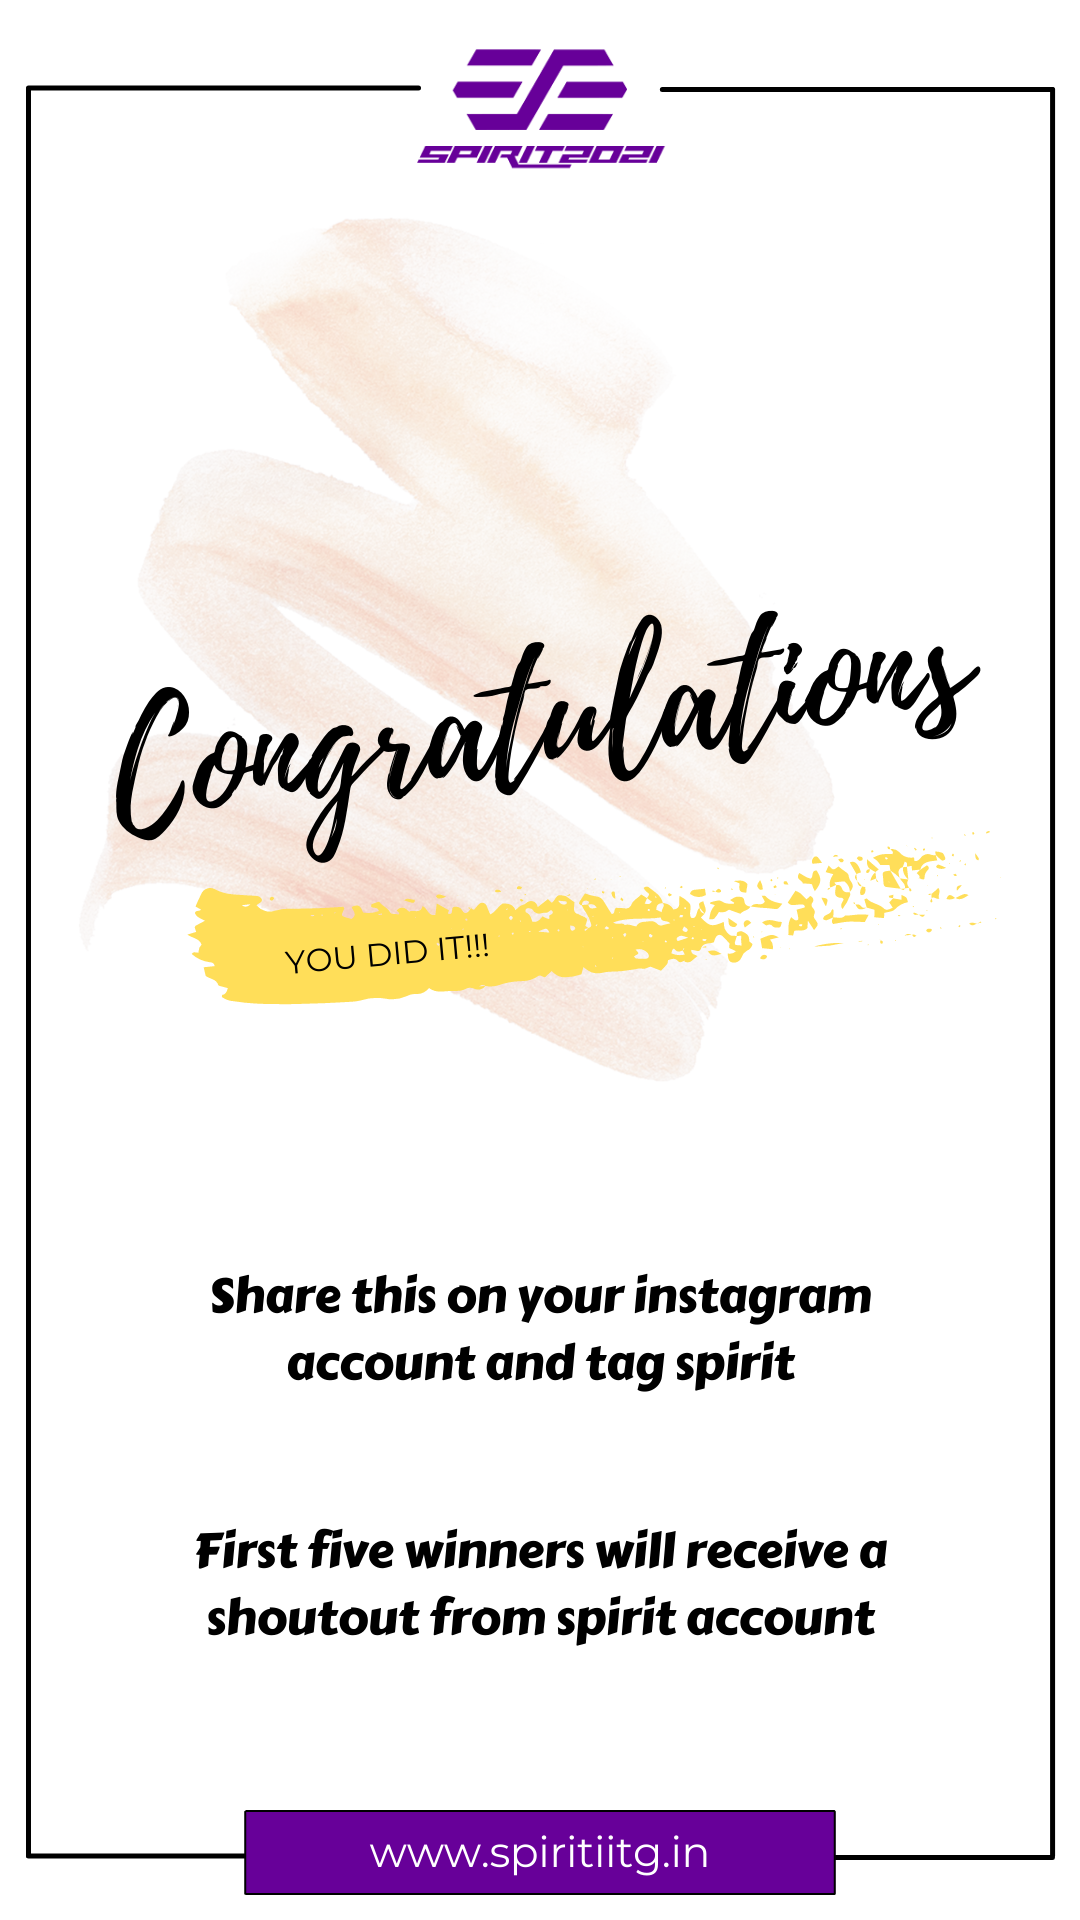 SPIRIT2021
Congratulations
YOU DID IT!!!
Share this on your instagram
account and tag spirit
First five winners will receive a
shoutout from spirit account
www.spiritiitg.in